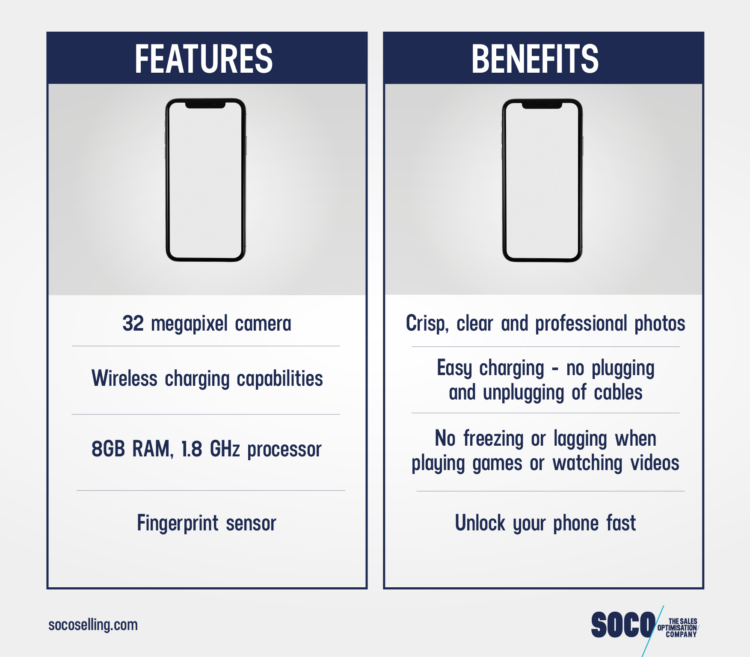 FEATURES
32 megapixel camera
Wireless charging capabilities
8GB RAM, 1.8 GHz processor
Fingerprint sensor
BENEFITS
Crisp, clear and professional photos
Easy charging - no plugging
and unplugging of cables
No freezing or lagging when
playing games or watching videos
Unlock your phone fast
socoselling.com
SOCO
THE SALES
OPTIMISATION
COMPANY